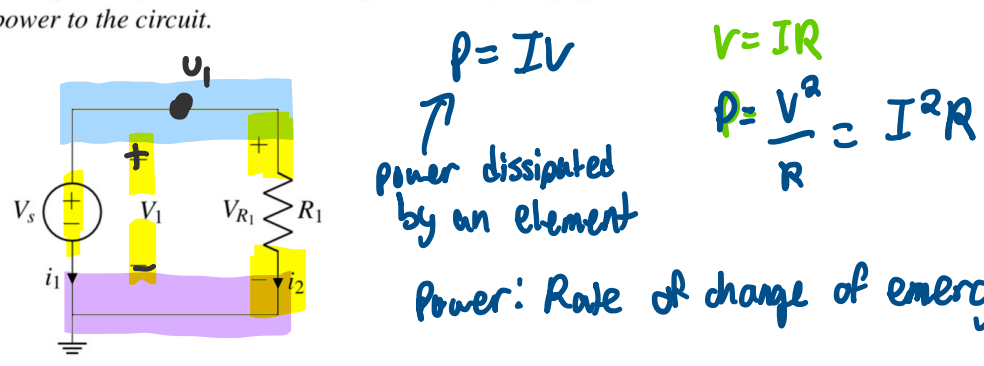 power to the circuit.
u₁
+
+
+
−
−
−
Vₛ
V₁
V_R₁
R₁
i₁
i₂
P = IV
power dissipated
by an element
V = IR
P = V²/R = I²R
Power: Rate of change of energ